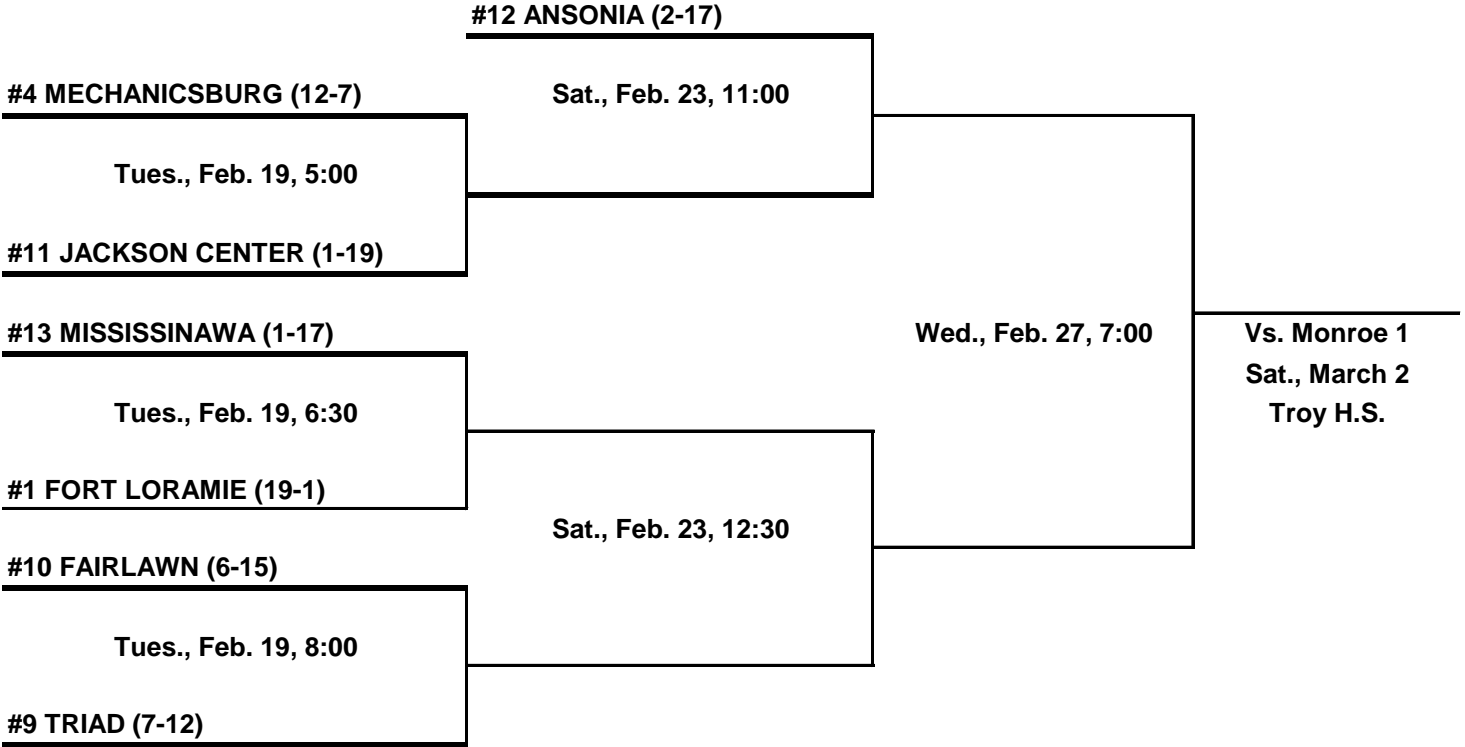 #12 ANSONIA (2-17)
#4 MECHANICSBURG (12-7)
Sat., Feb. 23, 11:00
Tues., Feb. 19, 5:00
#11 JACKSON CENTER (1-19)
#13 MISSISSINAWA (1-17)
Wed., Feb. 27, 7:00
Vs. Monroe 1
Sat., March 2
Troy H.S.
Tues., Feb. 19, 6:30
#1 FORT LORAMIE (19-1)
Sat., Feb. 23, 12:30
#10 FAIRLAWN (6-15)
Tues., Feb. 19, 8:00
#9 TRIAD (7-12)